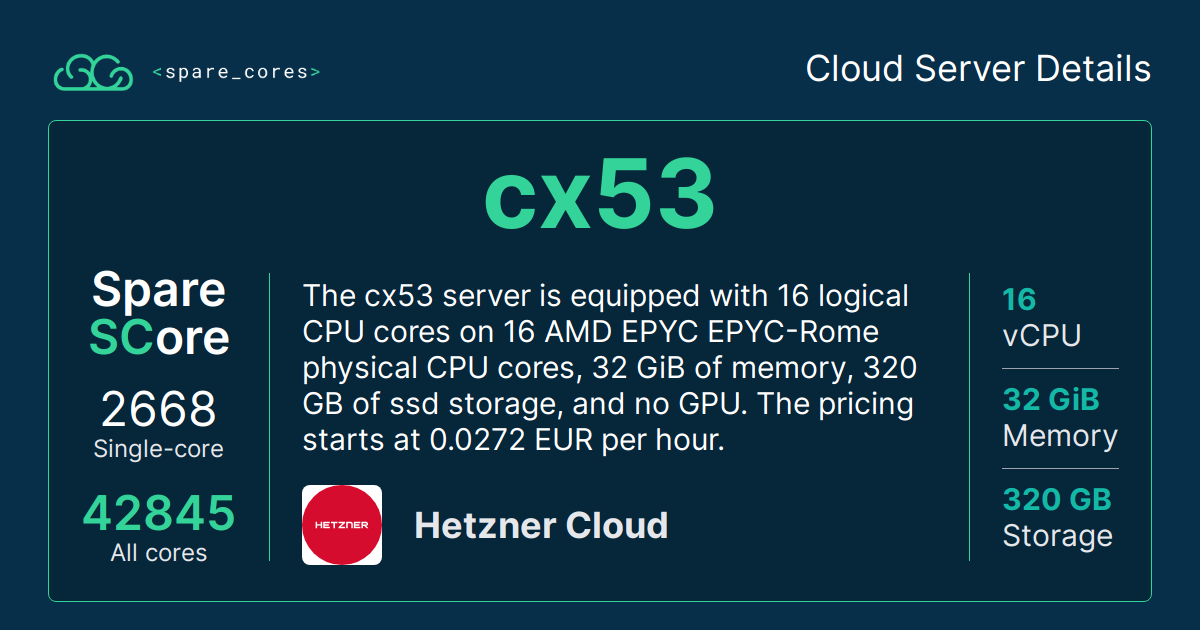 <spare_cores>
Cloud Server Details
cx53
Spare
SCore
2668
Single-core
42845
All cores
The cx53 server is equipped with 16 logical
CPU cores on 16 AMD EPYC EPYC-Rome
physical CPU cores, 32 GiB of memory, 320
GB of ssd storage, and no GPU. The pricing
starts at 0.0272 EUR per hour.
HETZNER
Hetzner Cloud
16
vCPU
32 GiB
Memory
320 GB
Storage